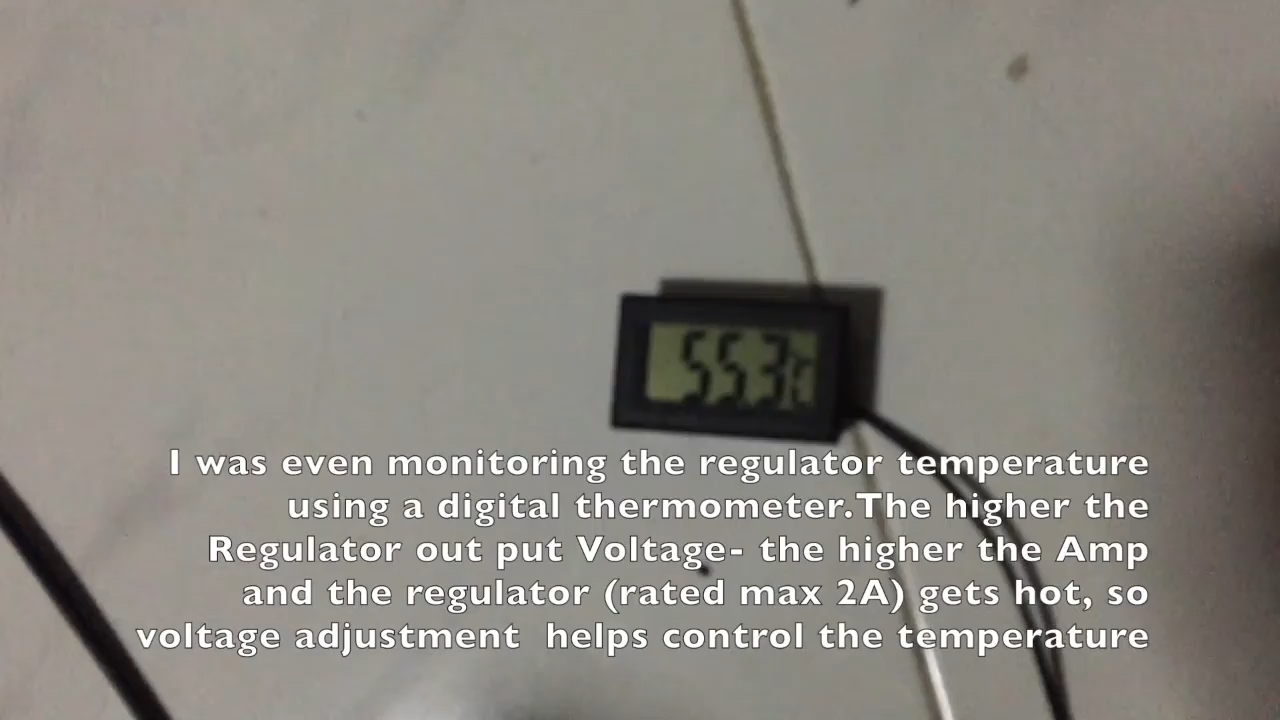 55.3°C
I was even monitoring the regulator temperature
using a digital thermometer.The higher the
Regulator out put Voltage- the higher the Amp
and the regulator (rated max 2A) gets hot, so
voltage adjustment  helps control the temperature